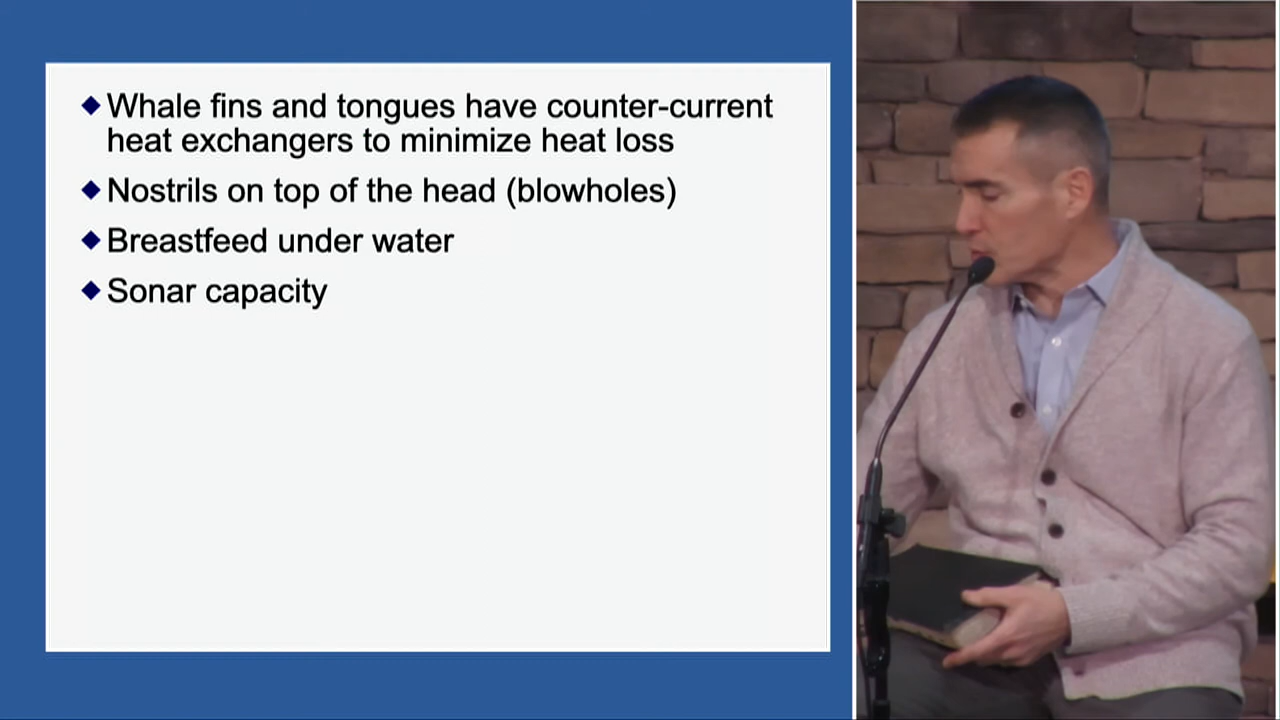 ◆Whale fins and tongues have counter-current
heat exchangers to minimize heat loss
◆Nostrils on top of the head (blowholes)
◆Breastfeed under water
◆Sonar capacity